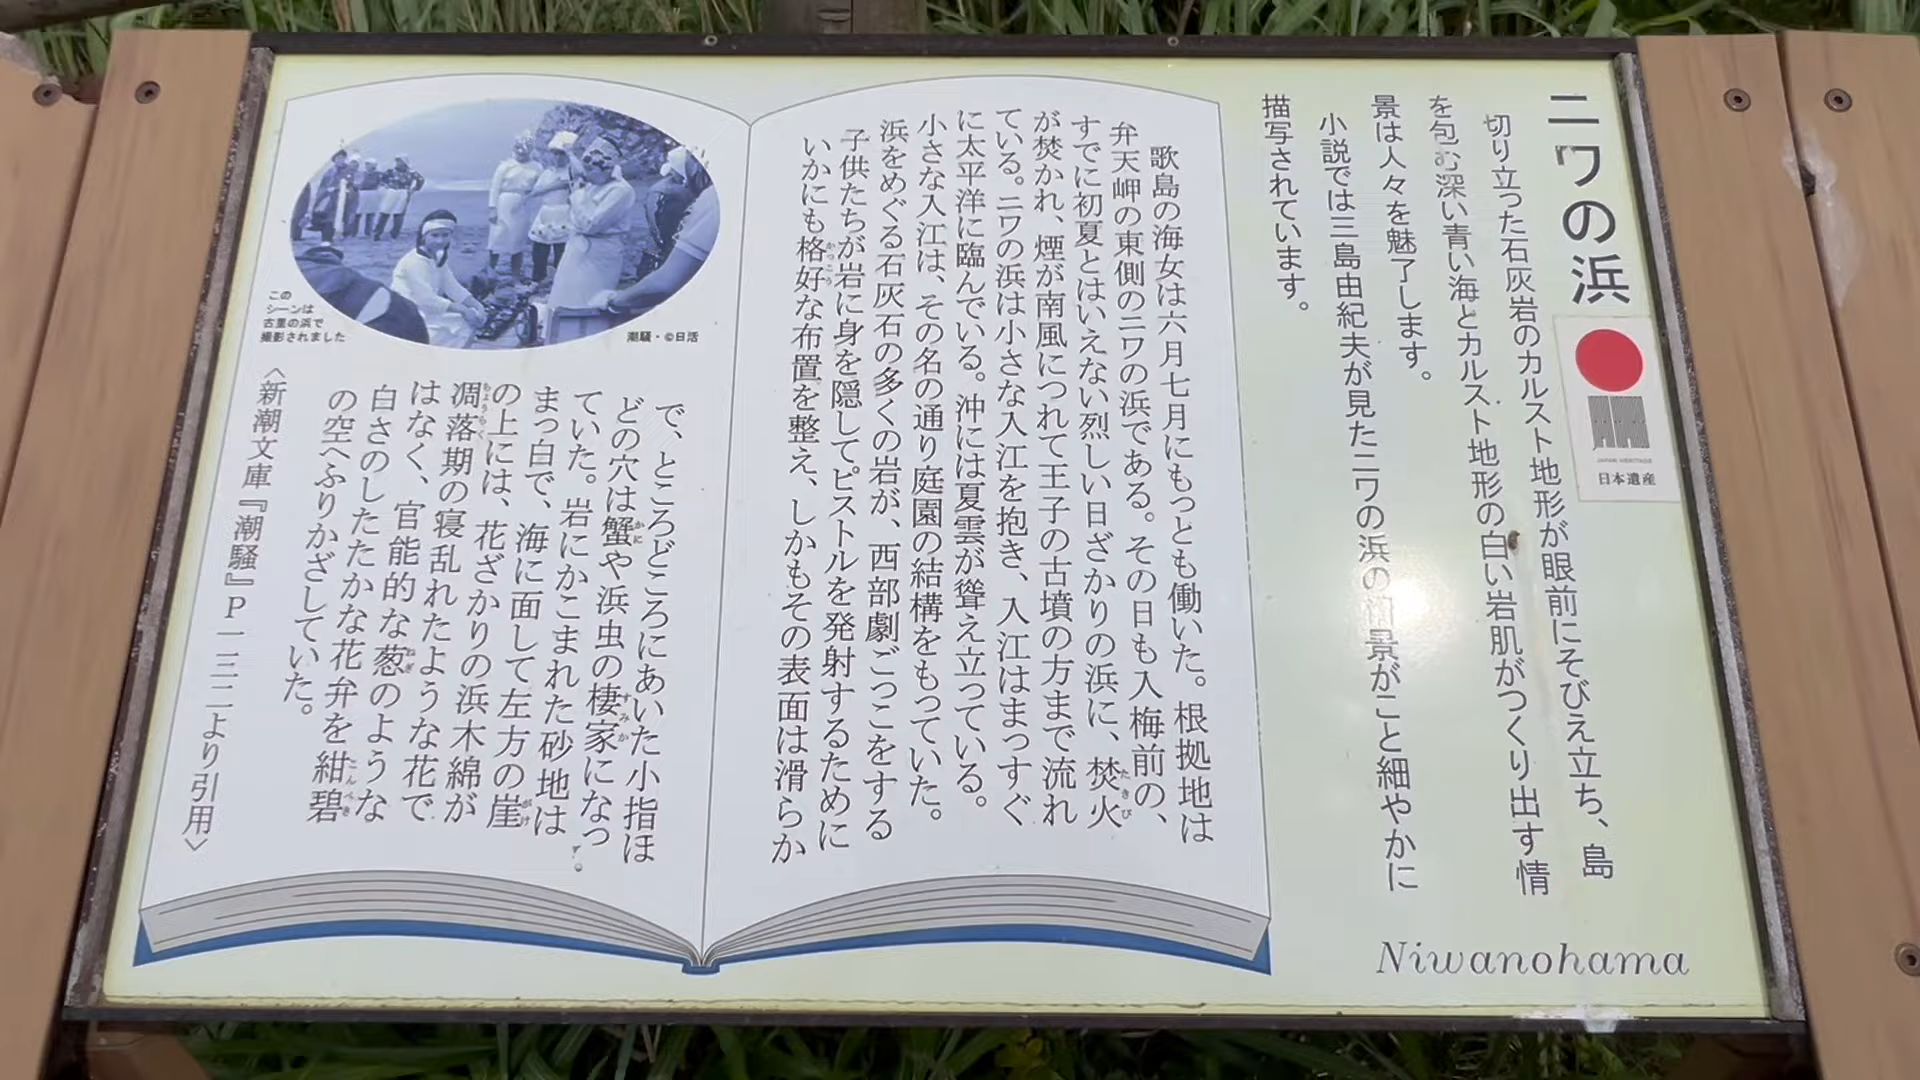 ニワの浜
切り立った石灰岩のカルスト地形が眼前にそびえ立ち、島
を包む深い青い海とカルスト地形の白い岩肌がつくり出す情
景は人々を魅了します。
小説では三島由紀夫が見たニワの浜の 景がこと細やかに
描写されています。
JAPAN HERITAGE
日本遺産
Niwanohama
歌島の海女は六月七月にもっとも働いた。根拠地は
弁天岬の東側のニワの浜である。その日も入梅前の、
すでに初夏とはいえない烈しい日ざかりの浜に、焚火
が焚かれ、煙が南風につれて王子の古墳の方まで流れ
ている。ニワの浜は小さな入江を抱き、入江はまっすぐ
に太平洋に臨んでいる。沖には夏雲が聳え立っている。
小さな入江は、その名の通り庭園の結構をもっていた。
浜をめぐる石灰石の多くの岩が、西部劇ごっこをする
子供たちが岩に身を隠してピストルを発射するために
いかにも格好な布置を整え、しかもその表面は滑らか
で、ところどころにあいた小指ほ
どの穴は蟹や浜虫の棲家になっ
ていた。岩にかこまれた砂地は
まっ白で、海に面して左方の崖
の上には、花ざかりの浜木綿が
凋落期の寝乱れたような花で
はなく、官能的な葱のような
白さのしたたかな花弁を紺碧
の空へふりかざしていた。
〈新潮文庫『潮騒』P一三二より引用〉
この
シーンは
古里の浜で
撮影されました
潮騒・©日活